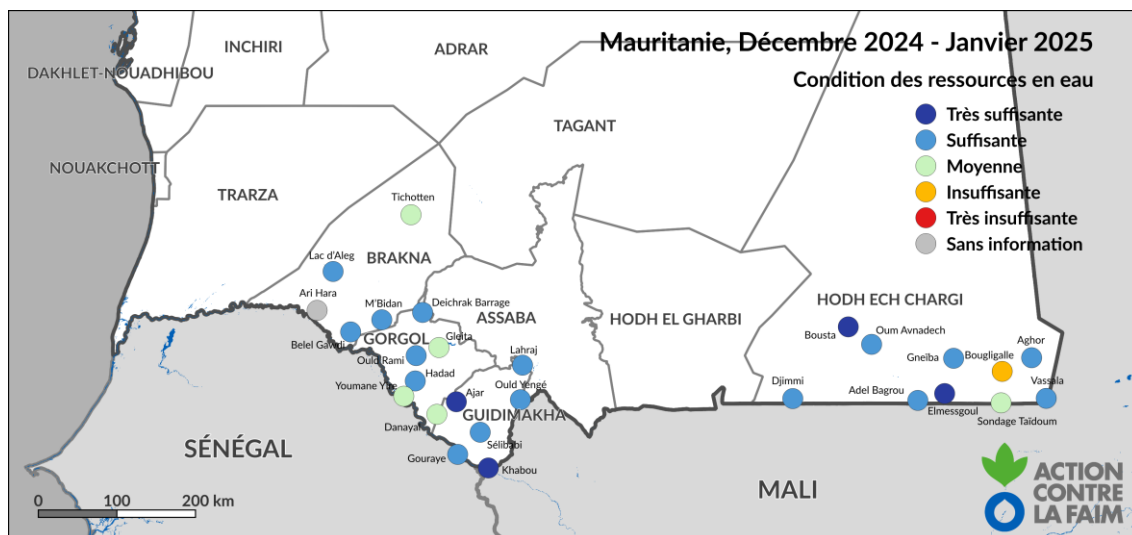 Mauritanie, Décembre 2024 - Janvier 2025
Condition des ressources en eau
Très suffisante
Suffisante
Moyenne
Insuffisante
Très insuffisante
Sans information
INCHIRI
ADRAR
DAKHLET-NOUADHIBOU
TAGANT
NOUAKCHOTT
TRARZA
Tichotten
BRAKNA
Lac d'Aleg
Ari Hara
M'Bidan
Deichrak Barrage
ASSABA
HODH EL GHARBI
HODH ECH CHARGI
Belel Gawdi
GORGOL
Gleita
Ould Rami
Hadad
Lahraj
Youmane Yire
Ajar
Ould Yengé
GUIDIMAKHA
Danayal
Sélibabi
Gouraye
Khabou
Bousta
Oum Avnadech
Gneïba
Bougligalle
Aghor
Djimmi
Adel Bagrou
Elmessgoul
Vassala
Sondage Taïdoum
SÉNÉGAL
MALI
0 100 200 km
ACTION
CONTRE
LA FAIM